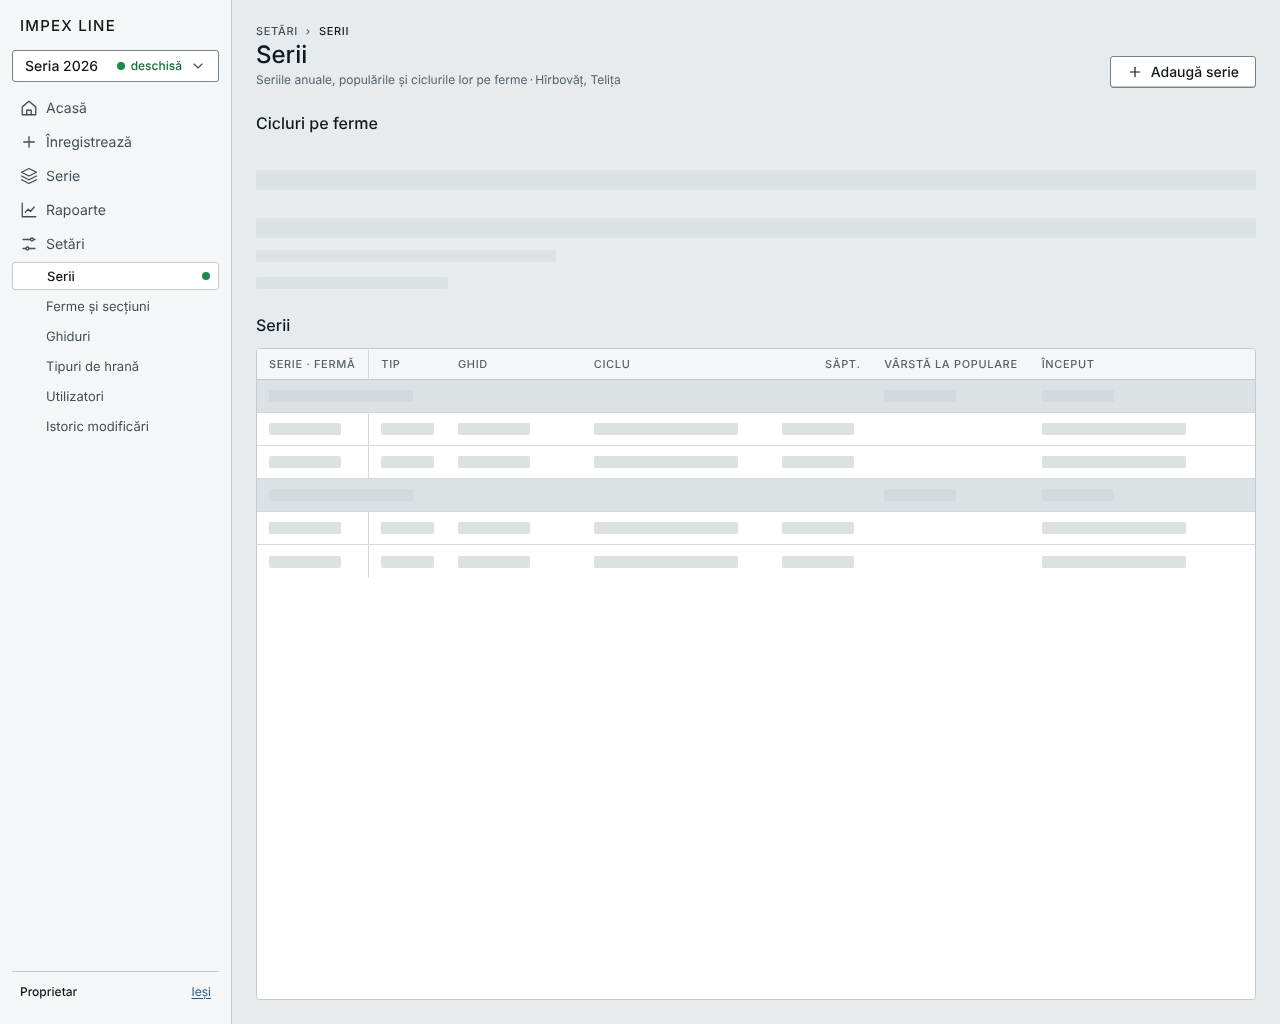 IMPEX LINE
Seria 2026 deschisă
Acasă
Înregistrează
Serie
Rapoarte
Setări
Serii
Ferme și secțiuni
Ghiduri
Tipuri de hrană
Utilizatori
Istoric modificări
Proprietar Ieși
SETĂRI › SERII
Serii
Seriile anuale, populările și ciclurile lor pe ferme · Hîrbovăț, Telița
Adaugă serie
Cicluri pe ferme
Serii
SERIE · FERMĂ TIP GHID CICLU SĂPT. VÂRSTĂ LA POPULARE ÎNCEPUT